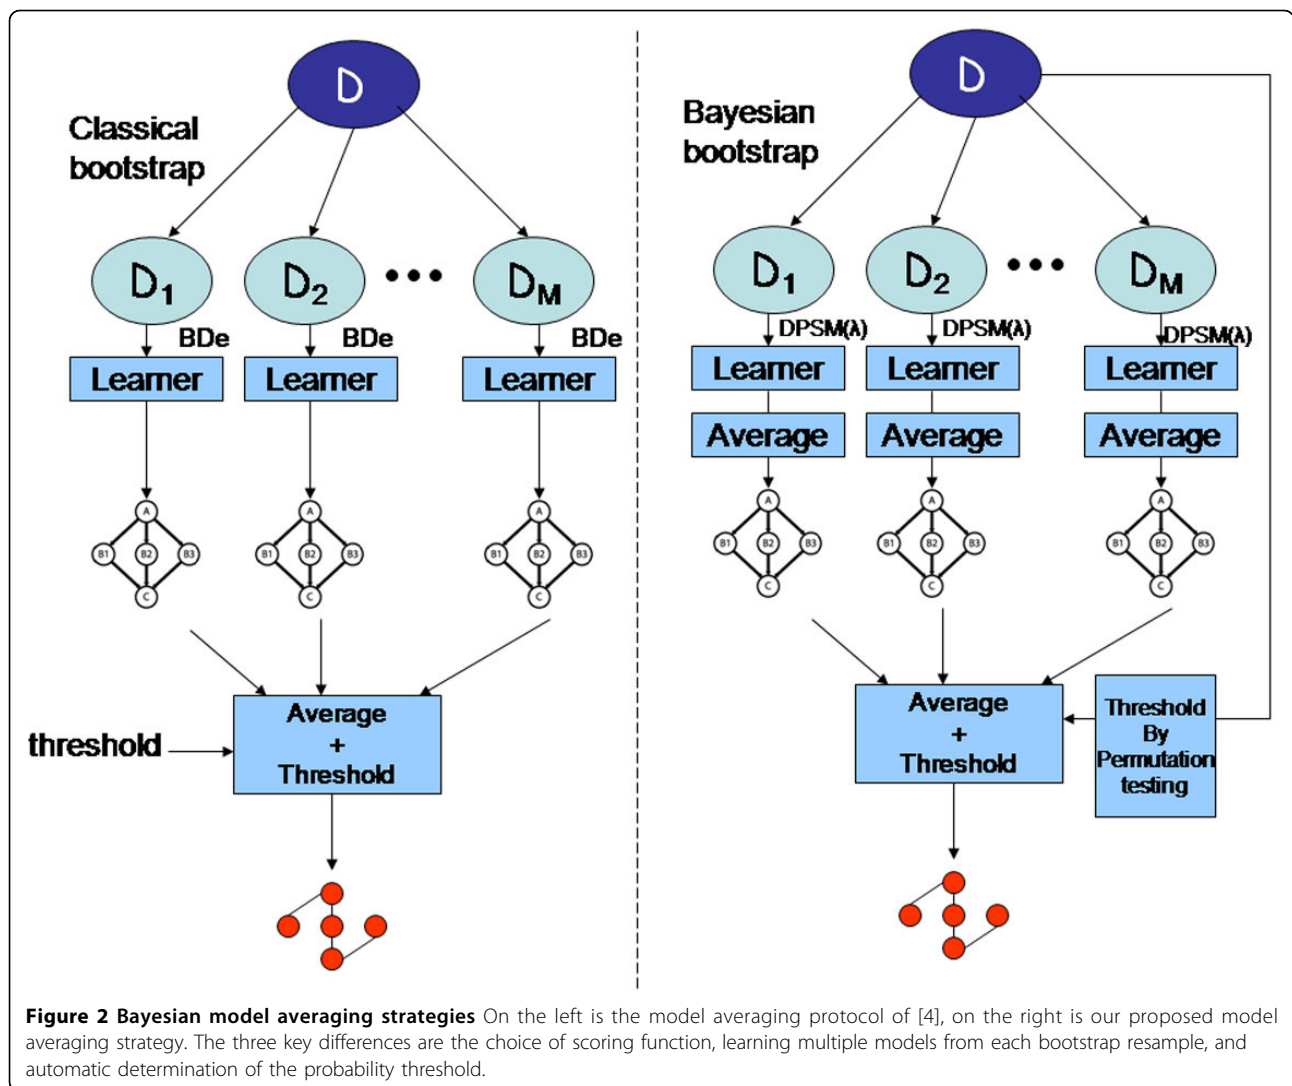 D
Classical
bootstrap
D1 D2 ••• DM
BDe BDe BDe
Learner Learner Learner
A A A
B1 B2 B3 B1 B2 B3 B1 B2 B3
C C C
threshold
Average
+
Threshold
D
Bayesian
bootstrap
D1 D2 ••• DM
DPSM(λ) DPSM(λ) DPSM(λ)
Learner Learner Learner
Average Average Average
A A A
B1 B2 B3 B1 B2 B3 B1 B2 B3
C C C
Average
+
Threshold
Threshold
By
Permutation
testing
Figure 2 Bayesian model averaging strategies On the left is the model averaging protocol of [4], on the right is our proposed model
averaging strategy. The three key differences are the choice of scoring function, learning multiple models from each bootstrap resample, and
automatic determination of the probability threshold.